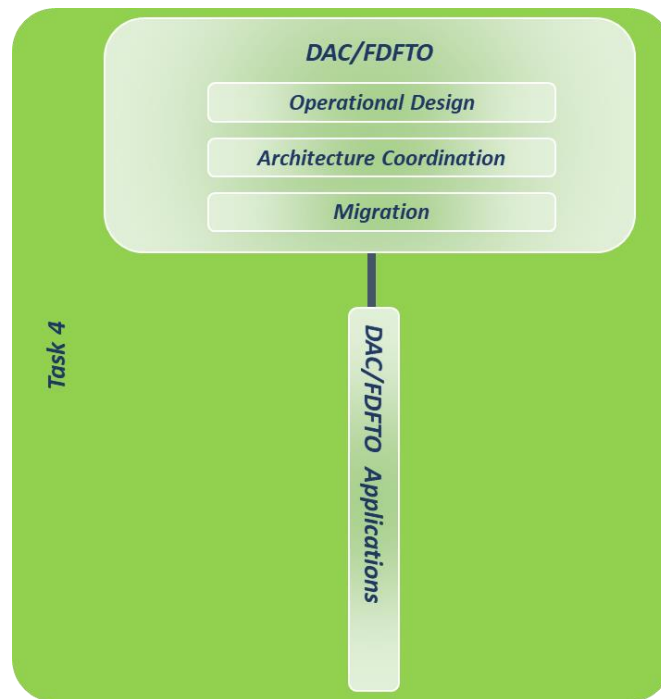 DAC/FDFTO
Operational Design
Architecture Coordination
Migration
Task 4
DAC/FDFTO Applications